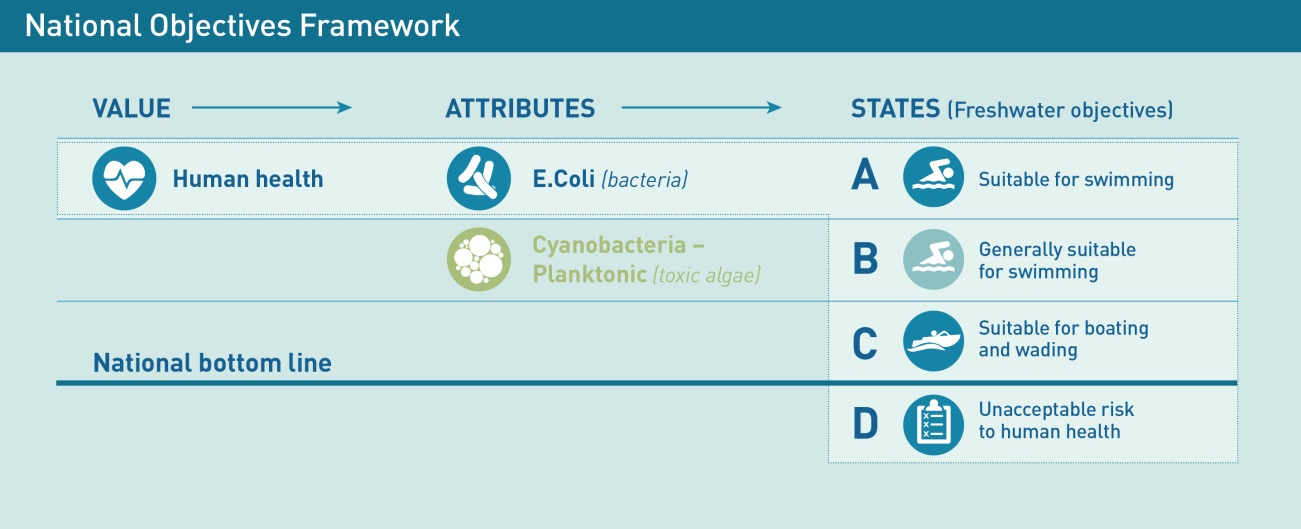 National Objectives Framework
VALUE
ATTRIBUTES
STATES (Freshwater objectives)
Human health
E.Coli (bacteria)
A
Suitable for swimming
Cyanobacteria –
Planktonic (toxic algae)
B
Generally suitable
for swimming
C
Suitable for boating
and wading
National bottom line
D
Unacceptable risk
to human health